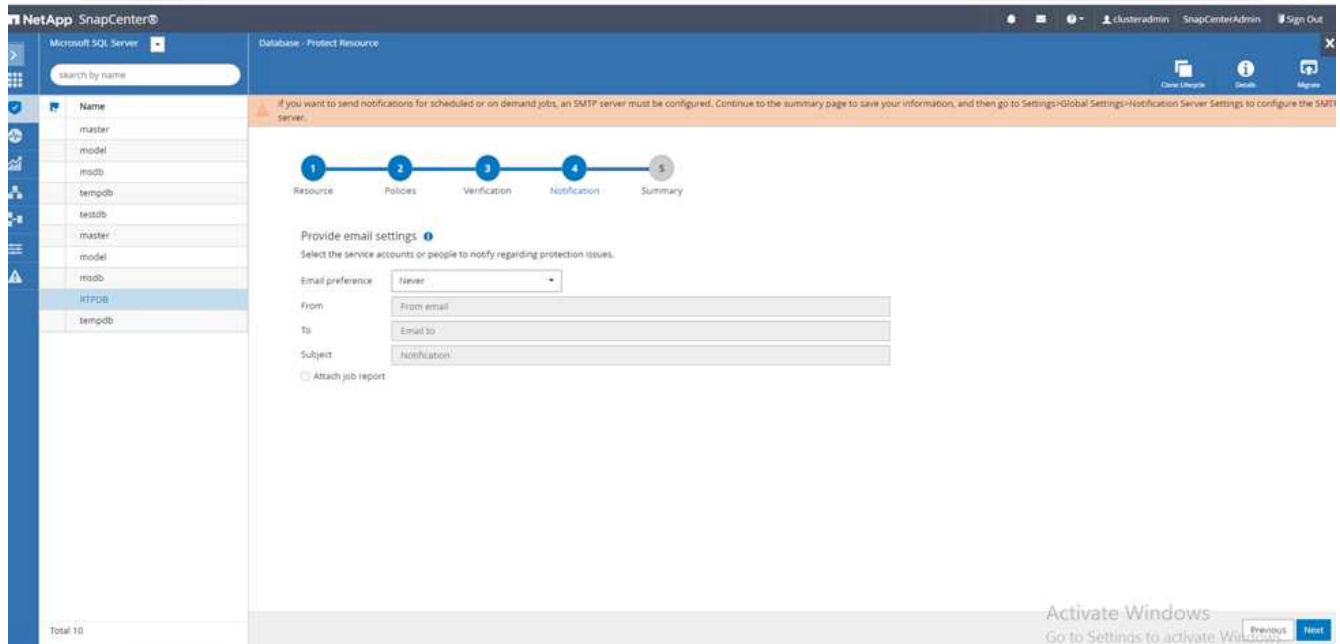 NetApp SnapCenter®
clusteradmin SnapCenterAdmin Sign Out
Microsoft SQL Server
Database - Protect Resource
search by name
Clone Lifecycle
Details
Migrate
Name
master
model
msdb
tempdb
testdb
master
model
msdb
RTPDB
tempdb
Total 10
If you want to send notifications for scheduled or on demand jobs, an SMTP server must be configured. Continue to the summary page to save your information, and then go to Settings>Global Settings>Notification Server Settings to configure the SMTP
server.
1 2 3 4 5
Resource Policies Verification Notification Summary
Provide email settings
Select the service accounts or people to notify regarding protection issues.
Email preference Never
From From email
To Email to
Subject Notification
Attach job report
Activate Windows
Go to Settings to activate Windows.
Previous Next